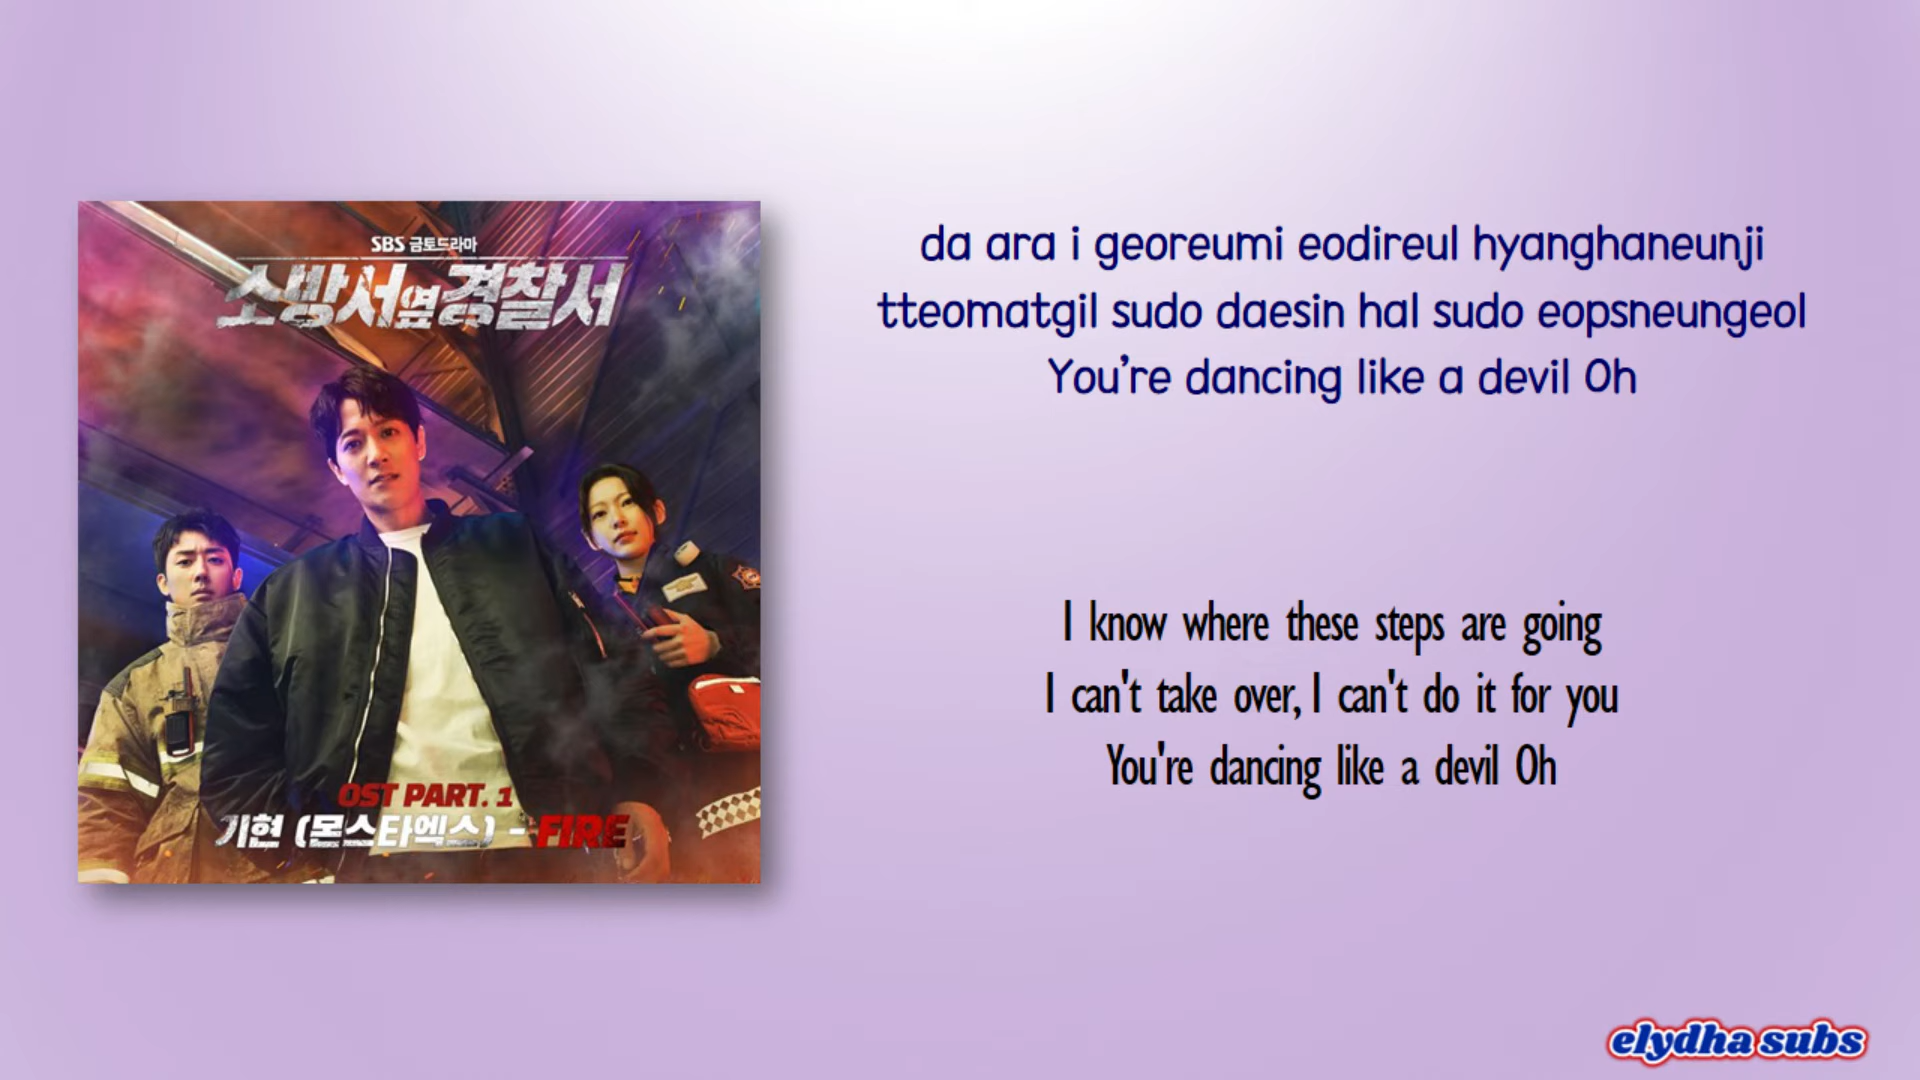 SBS 금토드라마
소방서옆경찰서
OST PART. 1
기현 (몬스타엑스) - FIRE
da ara i georeumi eodireul hyanghaneunji
tteomatgil sudo daesin hal sudo eopsneungeol
You’re dancing like a devil Oh
I know where these steps are going
I can't take over, I can't do it for you
You're dancing like a devil Oh
elydha subs